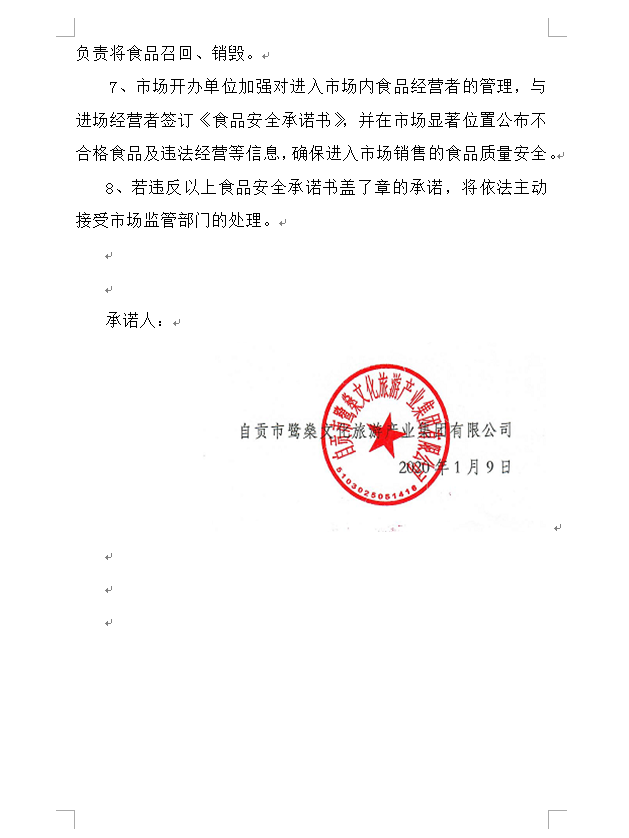 负责将食品召回、销毁。
7、市场开办单位加强对进入市场内食品经营者的管理，与
进场经营者签订《食品安全承诺书》，并在市场显著位置公布不
合格食品及违法经营等信息，确保进入市场销售的食品质量安全。
8、若违反以上食品安全承诺书盖了章的承诺，将依法主动
接受市场监管部门的处理。
承诺人：
自贡市鹭燊文化旅游产业集团有限公司
2020年1月9日
自贡市鹭燊文化旅游产业集团有限公司
5103025051418